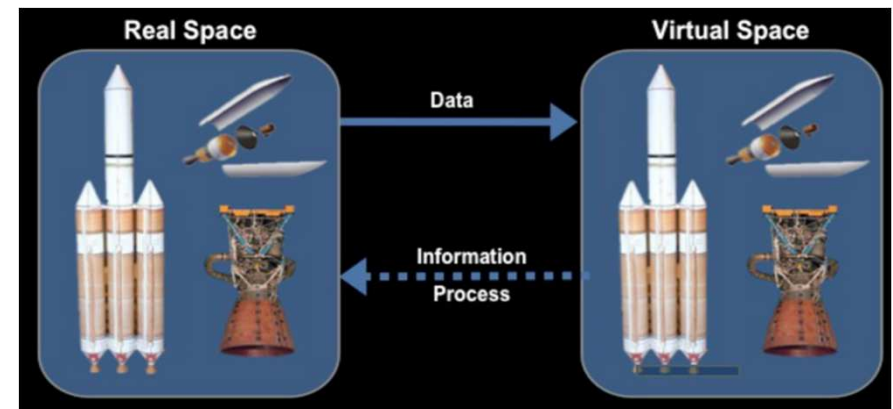 Real Space
Virtual Space
Data
Information
Process